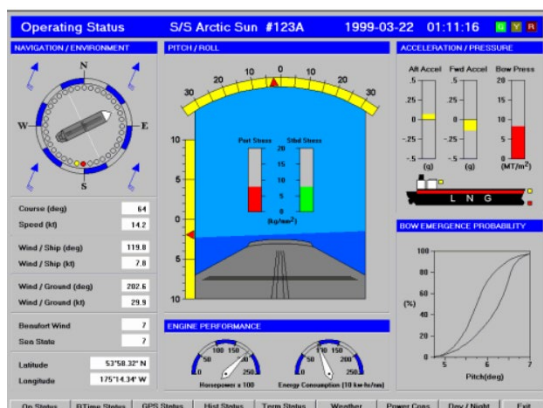 Operating Status S/S Arctic Sun #123A 1999-03-22 01:11:16 G Y R
NAVIGATION / ENVIRONMENT
N
W E
S
Course (deg) 64
Speed (kt) 14.2
Wind / Ship (deg) 119.8
Wind / Ship (kt) 7.8
Wind / Ground (deg) 202.6
Wind / Ground (kt) 29.9
Beaufort Wind 7
Sea State 7
Latitude 53°50.32" N
Longitude 175°14.34" W
PITCH / ROLL
30 20 10 0 10 20 30
10
5
0
5
10
Port Stress Stbd Stress
20
15
10
5
0
(kg/mm²)
ENGINE PERFORMANCE
0 50 100 150 200 250
Horsepower x 100
0 50 100 150 200 250
Energy Consumption (10 kw-hr/nm)
ACCELERATION / PRESSURE
Aft Accel Fwd Accel Bow Press
.5 .5 20
.25 .25 15
0 0 10
-.25 -.25 5
-.5 -.5 0
(g) (g) (MT/m²)
L N G
BOW EMERGENCE PROBABILITY
100
80
60
(%)
40
20
0
4 5 6 7
Pitch(deg)
Op Status RTime Status GPS Status Hist Status Term Status Weather Power Cons Day / Night Exit